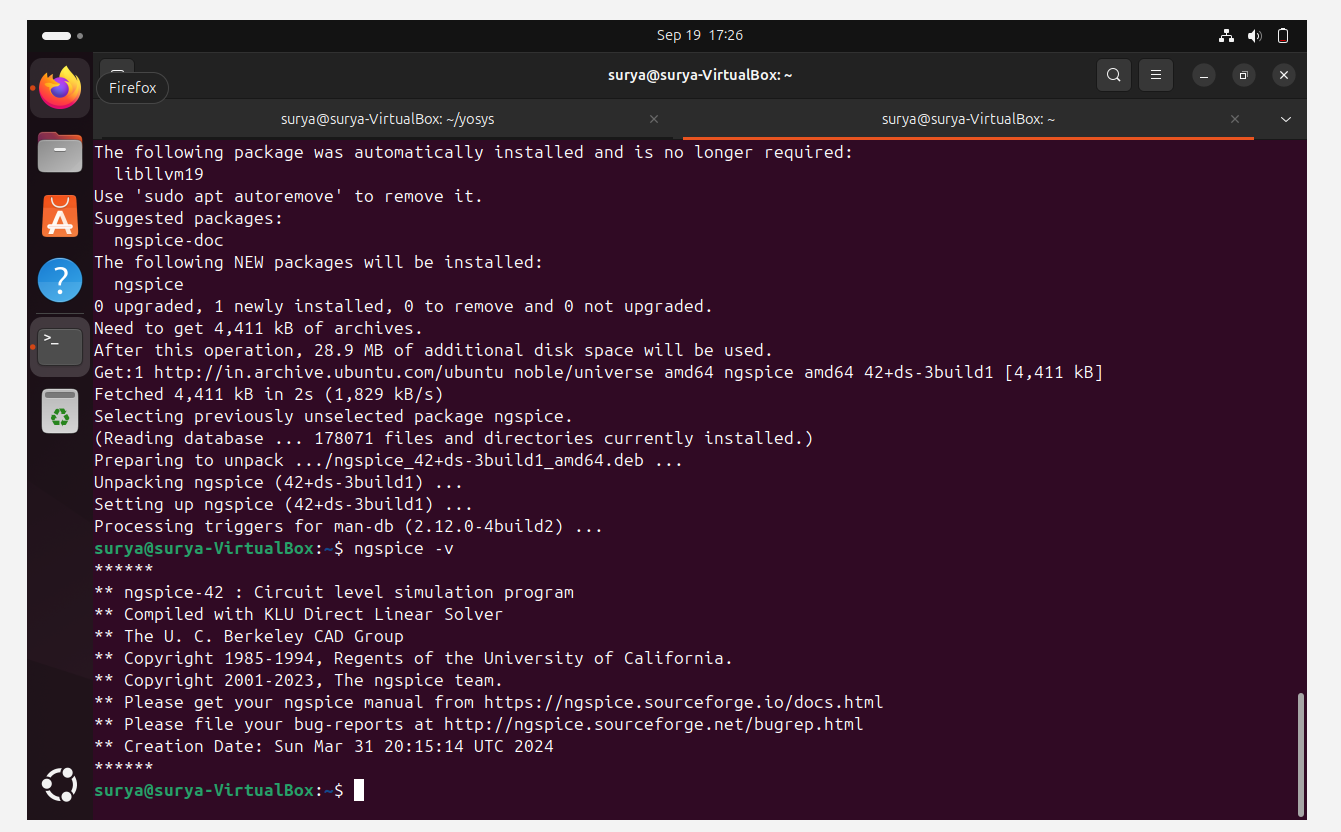 Sep 19 17:26
Firefox
surya@surya-VirtualBox: ~
surya@surya-VirtualBox: ~/yosys
surya@surya-VirtualBox: ~
The following package was automatically installed and is no longer required:
  libllvm19
Use 'sudo apt autoremove' to remove it.
Suggested packages:
  ngspice-doc
The following NEW packages will be installed:
  ngspice
0 upgraded, 1 newly installed, 0 to remove and 0 not upgraded.
Need to get 4,411 kB of archives.
After this operation, 28.9 MB of additional disk space will be used.
Get:1 http://in.archive.ubuntu.com/ubuntu noble/universe amd64 ngspice amd64 42+ds-3build1 [4,411 kB]
Fetched 4,411 kB in 2s (1,829 kB/s)
Selecting previously unselected package ngspice.
(Reading database ... 178071 files and directories currently installed.)
Preparing to unpack .../ngspice_42+ds-3build1_amd64.deb ...
Unpacking ngspice (42+ds-3build1) ...
Setting up ngspice (42+ds-3build1) ...
Processing triggers for man-db (2.12.0-4build2) ...
surya@surya-VirtualBox:~$ ngspice -v
******
** ngspice-42 : Circuit level simulation program
** Compiled with KLU Direct Linear Solver
** The U. C. Berkeley CAD Group
** Copyright 1985-1994, Regents of the University of California.
** Copyright 2001-2023, The ngspice team.
** Please get your ngspice manual from https://ngspice.sourceforge.io/docs.html
** Please file your bug-reports at http://ngspice.sourceforge.net/bugrep.html
** Creation Date: Sun Mar 31 20:15:14 UTC 2024
******
surya@surya-VirtualBox:~$